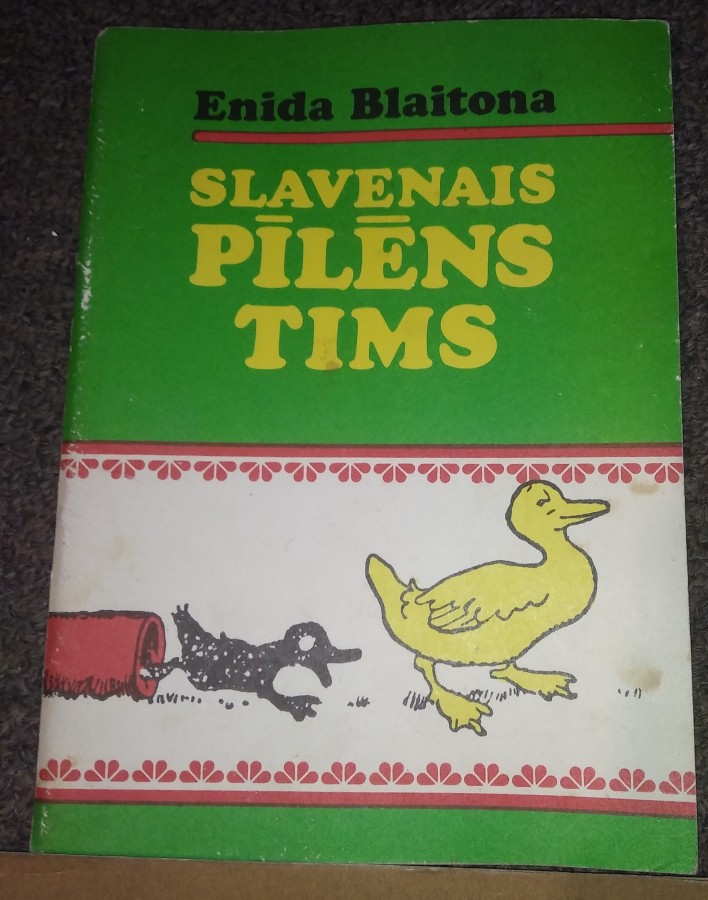 Enida Blaitona
SLAVENAIS
PĪLĒNS
TIMS